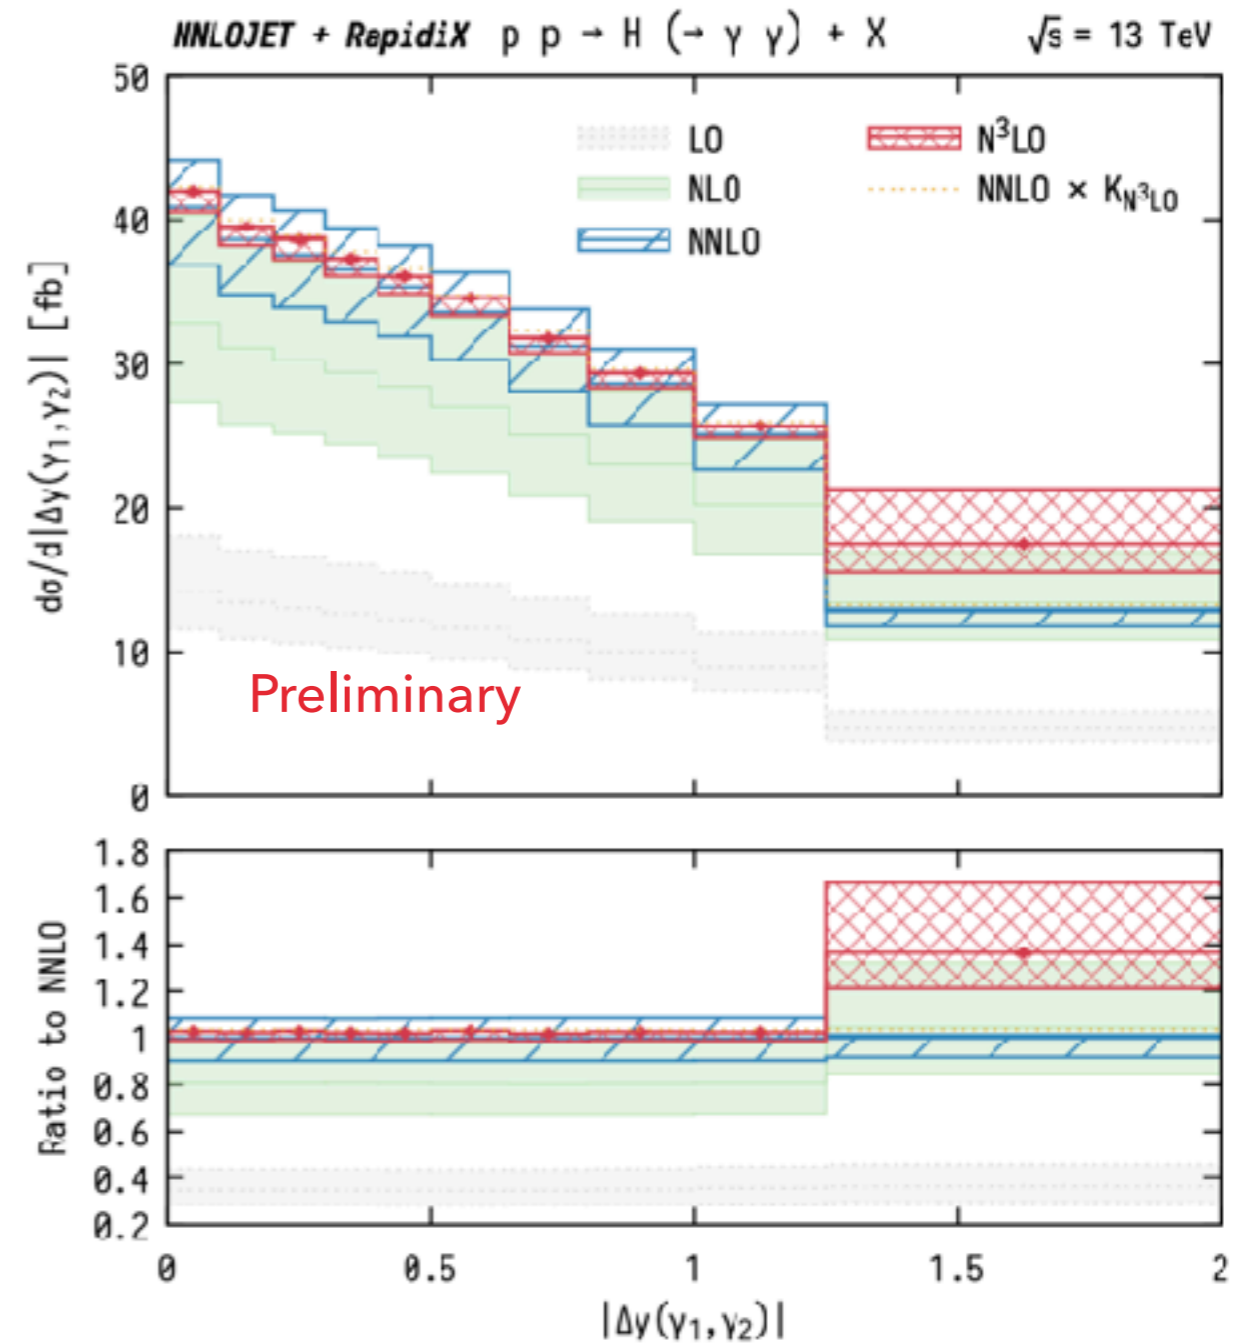 NNLOJET + RapidiX p p → H (→ γ γ) + X √s = 13 TeV
50
40
30
20
10
0
dσ/d|Δy(γ1,γ2)| [fb]
LO
NLO
NNLO
N³LO
NNLO × K_N³LO
Preliminary
1.8
1.6
1.4
1.2
1
0.8
0.6
0.4
0.2
Ratio to NNLO
0 0.5 1 1.5 2
|Δy(γ1,γ2)|